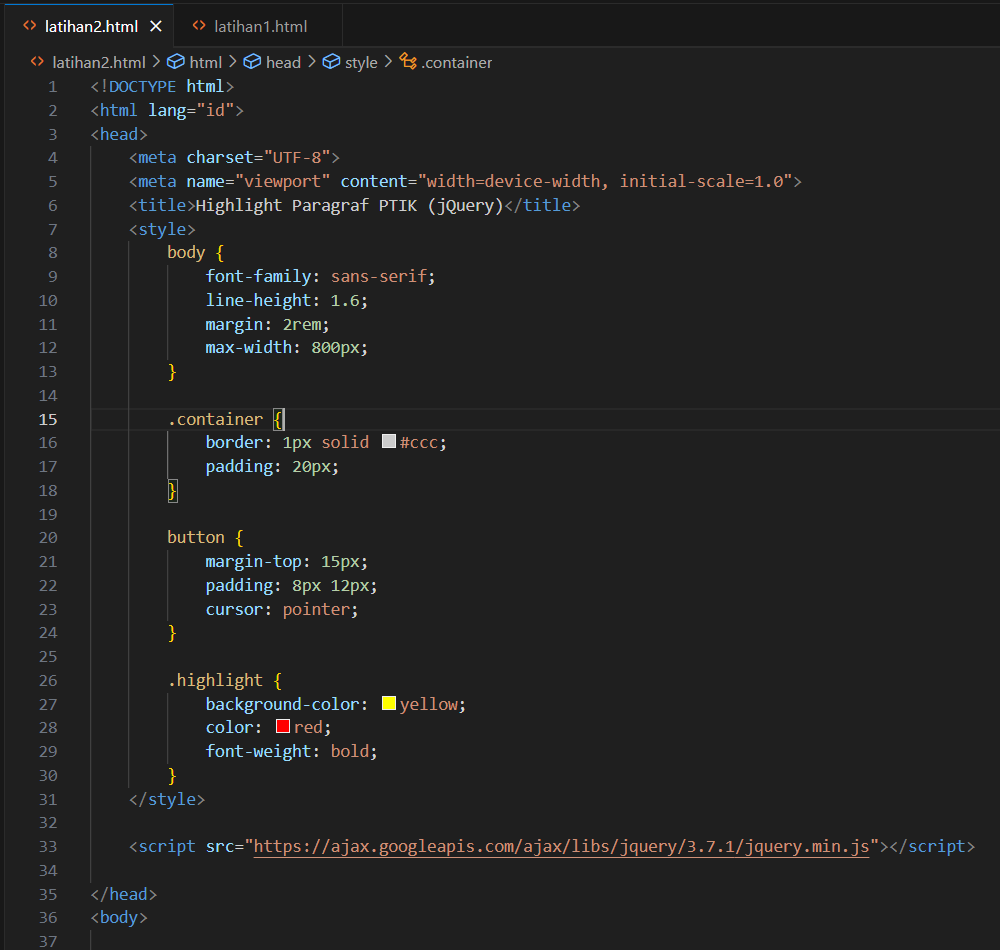 latihan2.html latihan1.html
latihan2.html > html > head > style > .container
1 <!DOCTYPE html>
2 <html lang="id">
3 <head>
4     <meta charset="UTF-8">
5     <meta name="viewport" content="width=device-width, initial-scale=1.0">
6     <title>Highlight Paragraf PTIK (jQuery)</title>
7     <style>
8         body {
9             font-family: sans-serif;
10             line-height: 1.6;
11             margin: 2rem;
12             max-width: 800px;
13         }
14
15         .container {
16             border: 1px solid #ccc;
17             padding: 20px;
18         }
19
20         button {
21             margin-top: 15px;
22             padding: 8px 12px;
23             cursor: pointer;
24         }
25
26         .highlight {
27             background-color: yellow;
28             color: red;
29             font-weight: bold;
30         }
31     </style>
32
33     <script src="https://ajax.googleapis.com/ajax/libs/jquery/3.7.1/jquery.min.js"></script>
34
35 </head>
36 <body>
37